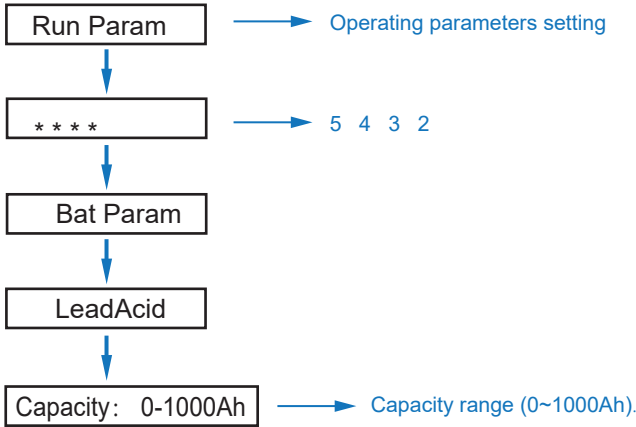 Run Param
Operating parameters setting
* * * *
5 4 3 2
Bat Param
LeadAcid
Capacity: 0-1000Ah
Capacity range (0~1000Ah).